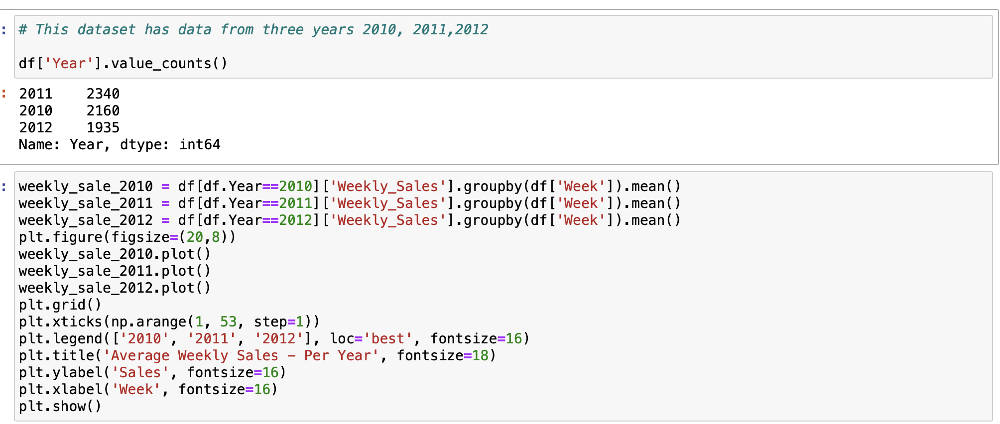 : # This dataset has data from three years 2010, 2011,2012
df['Year'].value_counts()
: 2011    2340
2010    2160
2012    1935
Name: Year, dtype: int64
: weekly_sale_2010 = df[df.Year==2010]['Weekly_Sales'].groupby(df['Week']).mean()
weekly_sale_2011 = df[df.Year==2011]['Weekly_Sales'].groupby(df['Week']).mean()
weekly_sale_2012 = df[df.Year==2012]['Weekly_Sales'].groupby(df['Week']).mean()
plt.figure(figsize=(20,8))
weekly_sale_2010.plot()
weekly_sale_2011.plot()
weekly_sale_2012.plot()
plt.grid()
plt.xticks(np.arange(1, 53, step=1))
plt.legend(['2010', '2011', '2012'], loc='best', fontsize=16)
plt.title('Average Weekly Sales − Per Year', fontsize=18)
plt.ylabel('Sales', fontsize=16)
plt.xlabel('Week', fontsize=16)
plt.show()